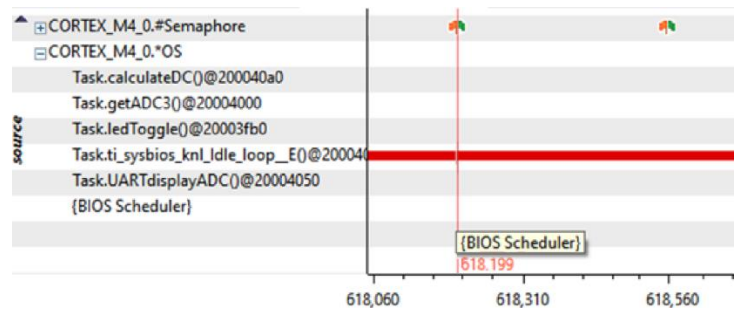 CORTEX_M4_0.#Semaphore
CORTEX_M4_0.*OS
Task.calculateDC()@200040a0
Task.getADC3()@20004000
Task.ledToggle()@20003fb0
source
Task.ti_sysbios_knl_Idle_loop__E()@200040
Task.UARTdisplayADC()@20004050
{BIOS Scheduler}
{BIOS Scheduler}
618.199
618,060 618,310 618,560